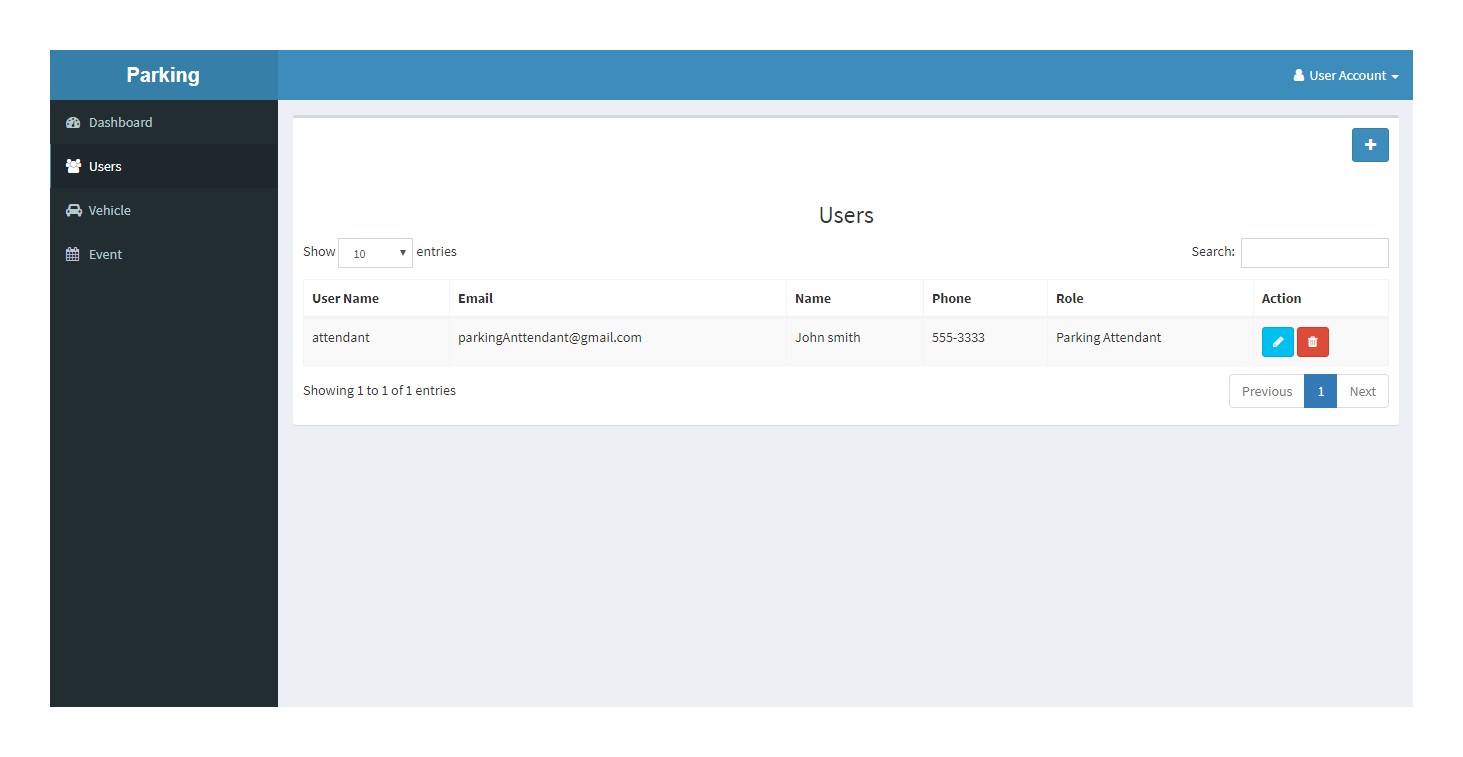 Parking
User Account
Dashboard
Users
Vehicle
Event
Users
Show 10 entries
Search:
User Name Email Name Phone Role Action
attendant parkingAnttendant@gmail.com John smith 555-3333 Parking Attendant
Showing 1 to 1 of 1 entries
Previous 1 Next